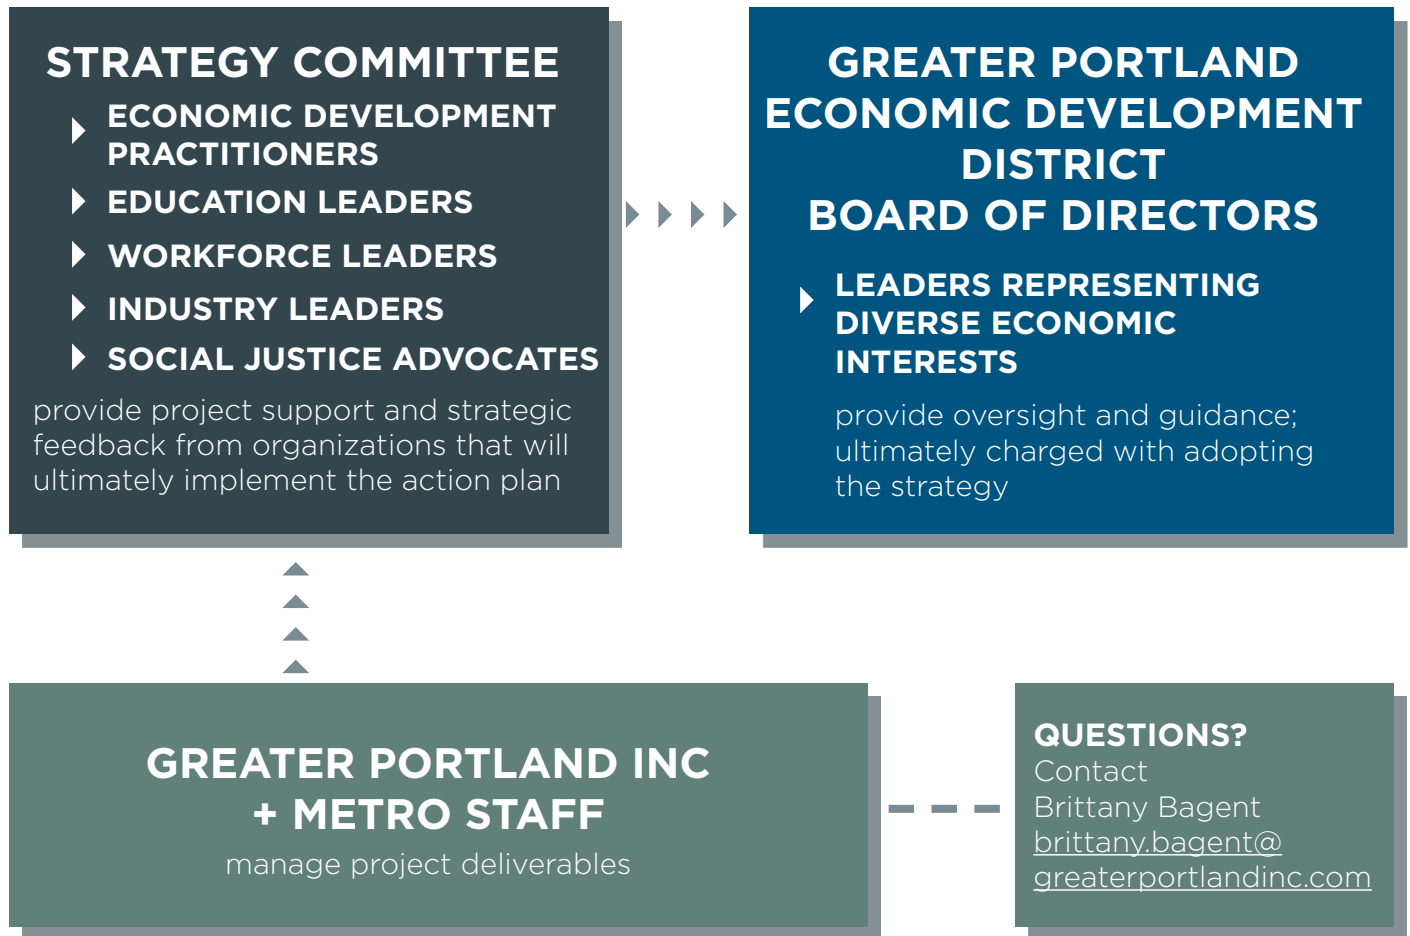 STRATEGY COMMITTEE
ECONOMIC DEVELOPMENT
PRACTITIONERS
EDUCATION LEADERS
WORKFORCE LEADERS
INDUSTRY LEADERS
SOCIAL JUSTICE ADVOCATES
provide project support and strategic
feedback from organizations that will
ultimately implement the action plan
GREATER PORTLAND
ECONOMIC DEVELOPMENT
DISTRICT
BOARD OF DIRECTORS
LEADERS REPRESENTING
DIVERSE ECONOMIC
INTERESTS
provide oversight and guidance;
ultimately charged with adopting
the strategy
GREATER PORTLAND INC
+ METRO STAFF
manage project deliverables
QUESTIONS?
Contact
Brittany Bagent
brittany.bagent@
greaterportlandinc.com